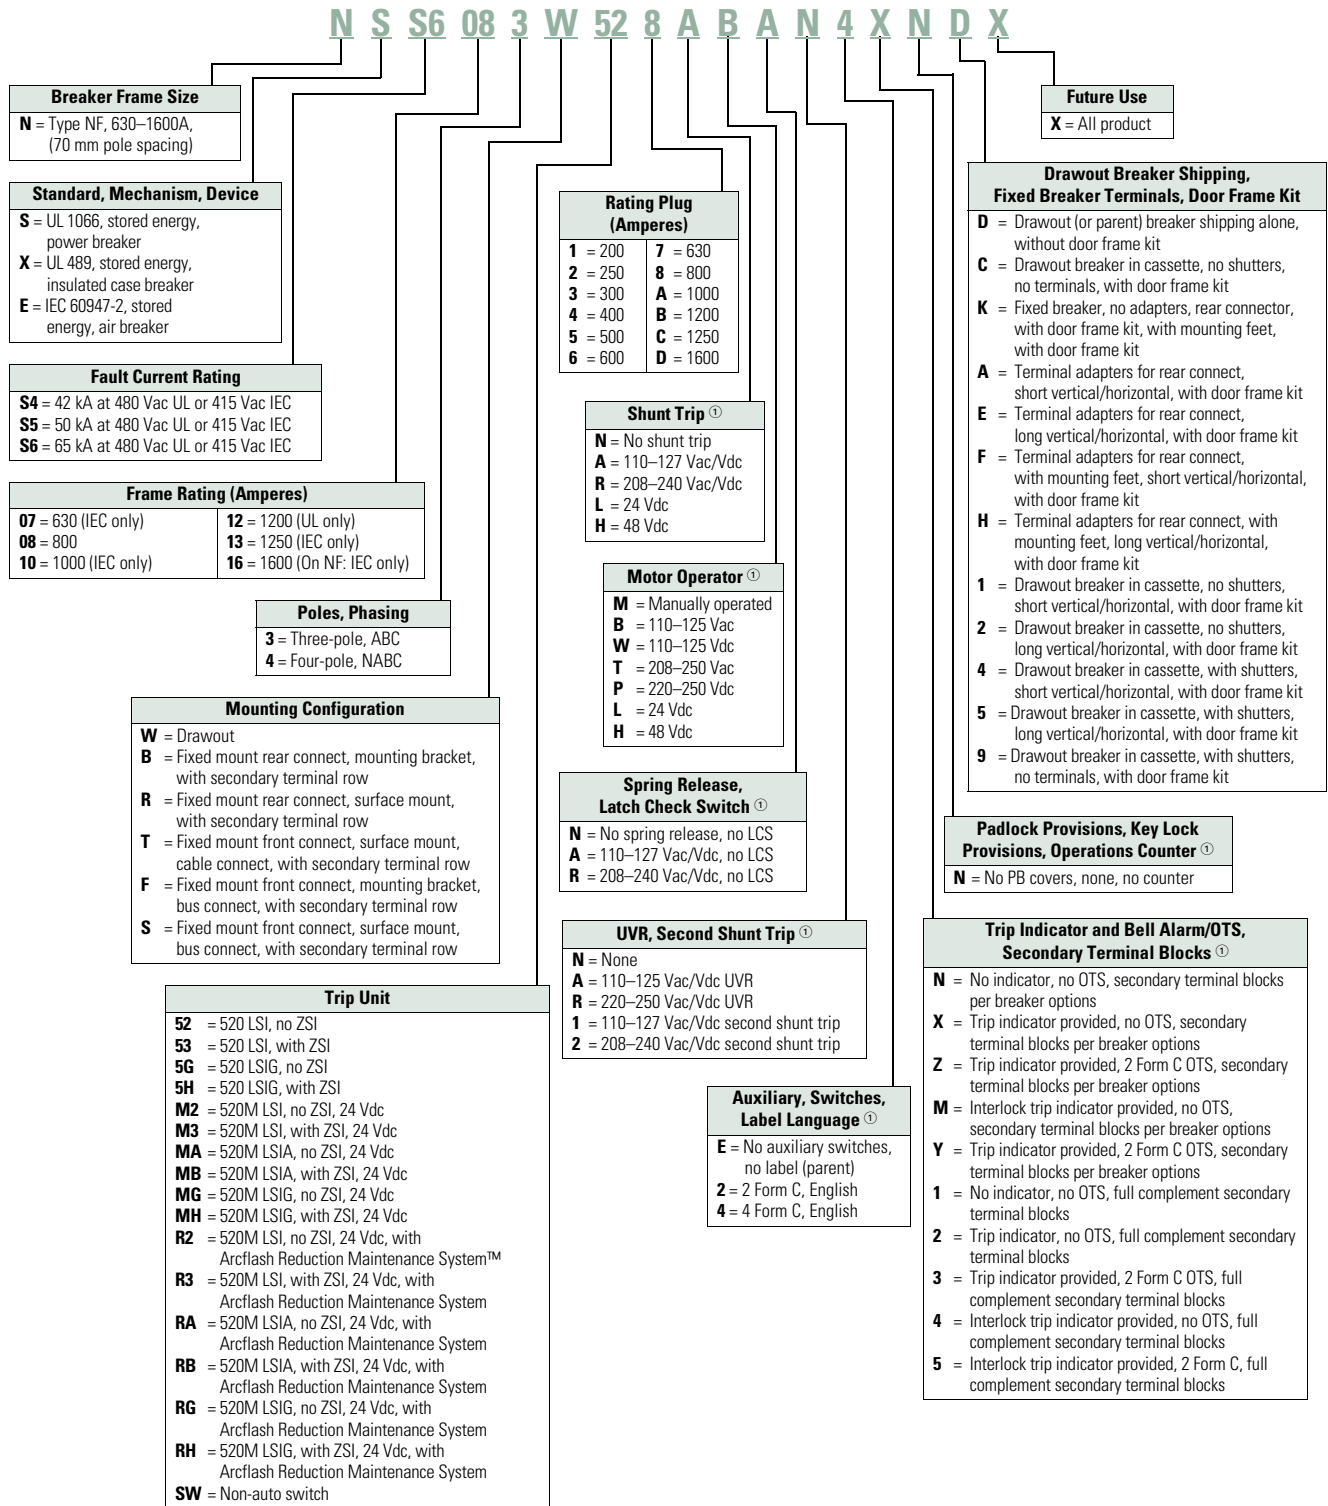 N S S6 08 3 W 52 8 A B A N 4 X N D X
Breaker Frame Size
N = Type NF, 630–1600A,
(70 mm pole spacing)
Standard, Mechanism, Device
S = UL 1066, stored energy,
power breaker
X = UL 489, stored energy,
insulated case breaker
E = IEC 60947-2, stored
energy, air breaker
Fault Current Rating
S4 = 42 kA at 480 Vac UL or 415 Vac IEC
S5 = 50 kA at 480 Vac UL or 415 Vac IEC
S6 = 65 kA at 480 Vac UL or 415 Vac IEC
Frame Rating (Amperes)
07 = 630 (IEC only)
08 = 800
10 = 1000 (IEC only)
12 = 1200 (UL only)
13 = 1250 (IEC only)
16 = 1600 (On NF: IEC only)
Poles, Phasing
3 = Three-pole, ABC
4 = Four-pole, NABC
Mounting Configuration
W = Drawout
B = Fixed mount rear connect, mounting bracket,
with secondary terminal row
R = Fixed mount rear connect, surface mount,
with secondary terminal row
T = Fixed mount front connect, surface mount,
cable connect, with secondary terminal row
F = Fixed mount front connect, mounting bracket,
bus connect, with secondary terminal row
S = Fixed mount front connect, surface mount,
bus connect, with secondary terminal row
Trip Unit
52 = 520 LSI, no ZSI
53 = 520 LSI, with ZSI
5G = 520 LSIG, no ZSI
5H = 520 LSIG, with ZSI
M2 = 520M LSI, no ZSI, 24 Vdc
M3 = 520M LSI, with ZSI, 24 Vdc
MA = 520M LSIA, no ZSI, 24 Vdc
MB = 520M LSIA, with ZSI, 24 Vdc
MG = 520M LSIG, no ZSI, 24 Vdc
MH = 520M LSIG, with ZSI, 24 Vdc
R2 = 520M LSI, no ZSI, 24 Vdc, with
Arcflash Reduction Maintenance System™
R3 = 520M LSI, with ZSI, 24 Vdc, with
Arcflash Reduction Maintenance System
RA = 520M LSIA, no ZSI, 24 Vdc, with
Arcflash Reduction Maintenance System
RB = 520M LSIA, with ZSI, 24 Vdc, with
Arcflash Reduction Maintenance System
RG = 520M LSIG, no ZSI, 24 Vdc, with
Arcflash Reduction Maintenance System
RH = 520M LSIG, with ZSI, 24 Vdc, with
Arcflash Reduction Maintenance System
SW = Non-auto switch
Rating Plug
(Amperes)
1 = 200
2 = 250
3 = 300
4 = 400
5 = 500
6 = 600
7 = 630
8 = 800
A = 1000
B = 1200
C = 1250
D = 1600
Shunt Trip ①
N = No shunt trip
A = 110–127 Vac/Vdc
R = 208–240 Vac/Vdc
L = 24 Vdc
H = 48 Vdc
Motor Operator ①
M = Manually operated
B = 110–125 Vac
W = 110–125 Vdc
T = 208–250 Vac
P = 220–250 Vdc
L = 24 Vdc
H = 48 Vdc
Spring Release,
Latch Check Switch ①
N = No spring release, no LCS
A = 110–127 Vac/Vdc, no LCS
R = 208–240 Vac/Vdc, no LCS
UVR, Second Shunt Trip ①
N = None
A = 110–125 Vac/Vdc UVR
R = 220–250 Vac/Vdc UVR
1 = 110–127 Vac/Vdc second shunt trip
2 = 208–240 Vac/Vdc second shunt trip
Auxiliary, Switches,
Label Language ①
E = No auxiliary switches,
no label (parent)
2 = 2 Form C, English
4 = 4 Form C, English
Future Use
X = All product
Drawout Breaker Shipping,
Fixed Breaker Terminals, Door Frame Kit
D = Drawout (or parent) breaker shipping alone,
without door frame kit
C = Drawout breaker in cassette, no shutters,
no terminals, with door frame kit
K = Fixed breaker, no adapters, rear connector,
with door frame kit, with mounting feet,
with door frame kit
A = Terminal adapters for rear connect,
short vertical/horizontal, with door frame kit
E = Terminal adapters for rear connect,
long vertical/horizontal, with door frame kit
F = Terminal adapters for rear connect,
with mounting feet, short vertical/horizontal,
with door frame kit
H = Terminal adapters for rear connect, with
mounting feet, long vertical/horizontal,
with door frame kit
1 = Drawout breaker in cassette, no shutters,
short vertical/horizontal, with door frame kit
2 = Drawout breaker in cassette, no shutters,
long vertical/horizontal, with door frame kit
4 = Drawout breaker in cassette, with shutters,
short vertical/horizontal, with door frame kit
5 = Drawout breaker in cassette, with shutters,
long vertical/horizontal, with door frame kit
9 = Drawout breaker in cassette, with shutters,
no terminals, with door frame kit
Padlock Provisions, Key Lock
Provisions, Operations Counter ①
N = No PB covers, none, no counter
Trip Indicator and Bell Alarm/OTS,
Secondary Terminal Blocks ①
N = No indicator, no OTS, secondary terminal blocks
per breaker options
X = Trip indicator provided, no OTS, secondary
terminal blocks per breaker options
Z = Trip indicator provided, 2 Form C OTS, secondary
terminal blocks per breaker options
M = Interlock trip indicator provided, no OTS,
secondary terminal blocks per breaker options
Y = Trip indicator provided, 2 Form C OTS, secondary
terminal blocks per breaker options
1 = No indicator, no OTS, full complement secondary
terminal blocks
2 = Trip indicator, no OTS, full complement secondary
terminal blocks
3 = Trip indicator provided, 2 Form C OTS, full
complement secondary terminal blocks
4 = Interlock trip indicator provided, no OTS, full
complement secondary terminal blocks
5 = Interlock trip indicator provided, 2 Form C, full
complement secondary terminal blocks